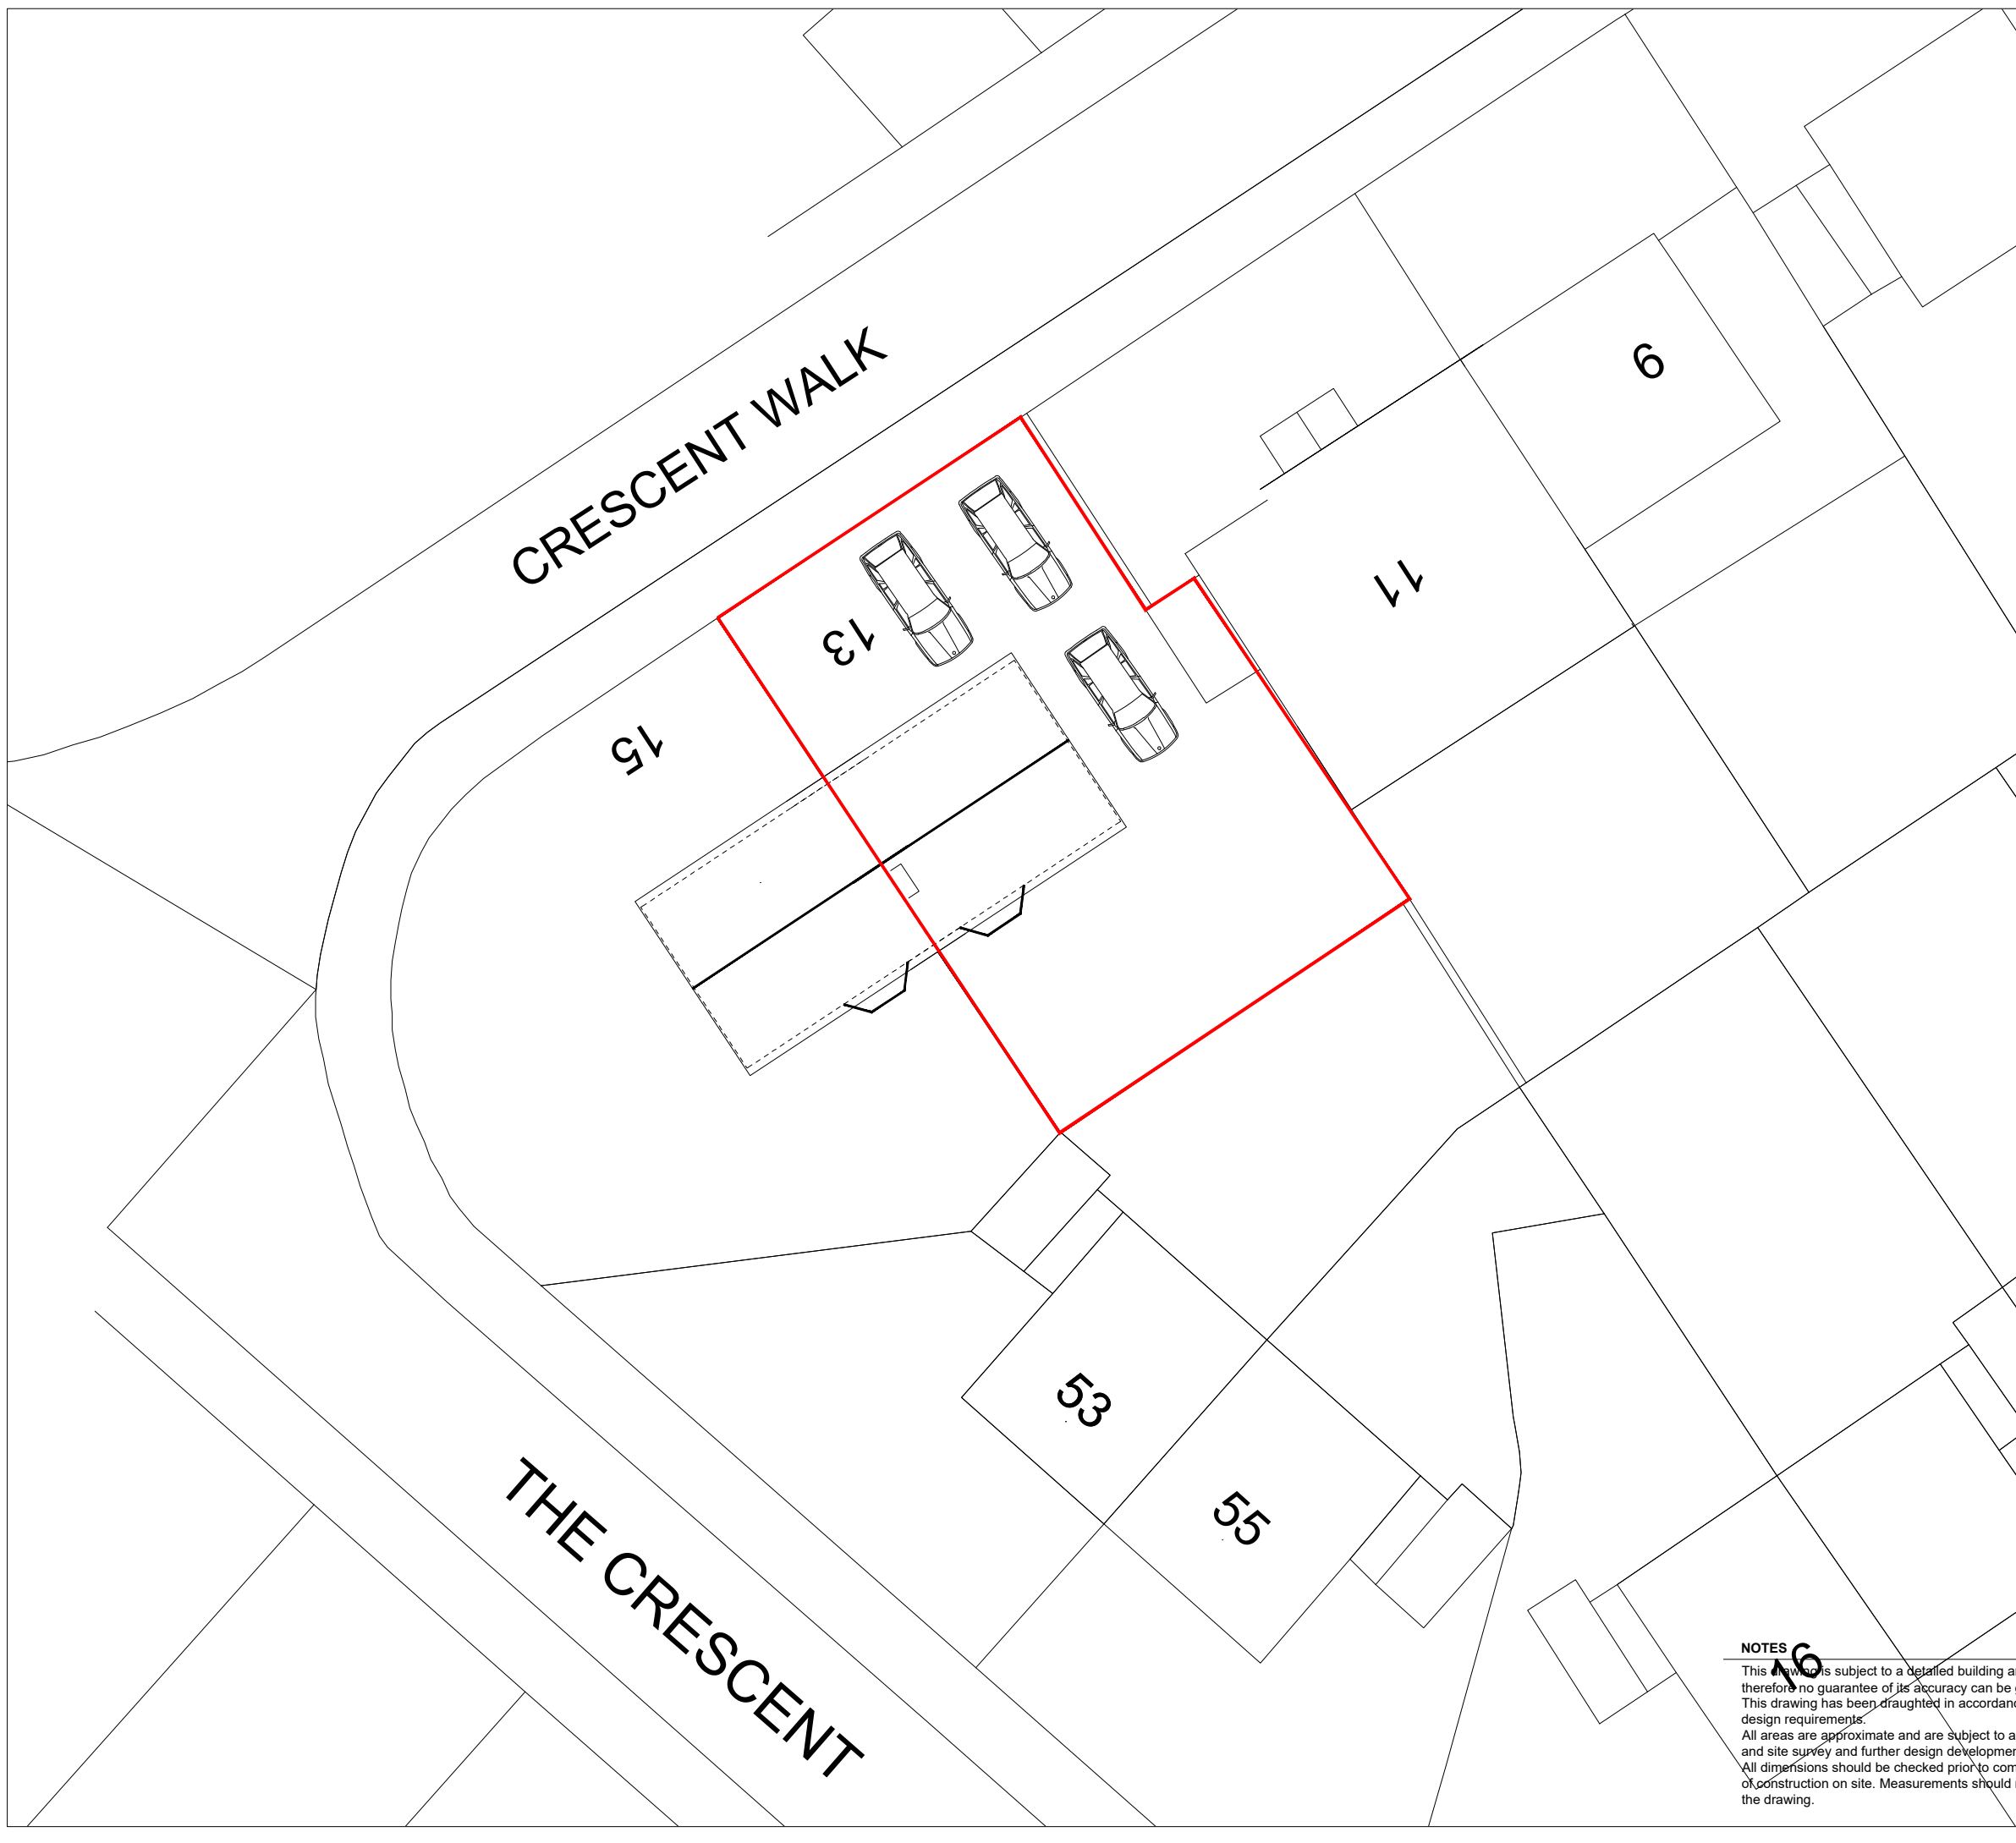 CRESCENT WALK
6
11
13
15
53
55
THE CRESCENT
16
NOTES
This drawing is subject to a detailed building
therefore no guarantee of its accuracy can be
This drawing has been draughted in
design requirements.
All areas are approximate and are subject to a
and site survey and further design
All dimensions should be checked prior to
of construction on site. Measurements should
the drawing.